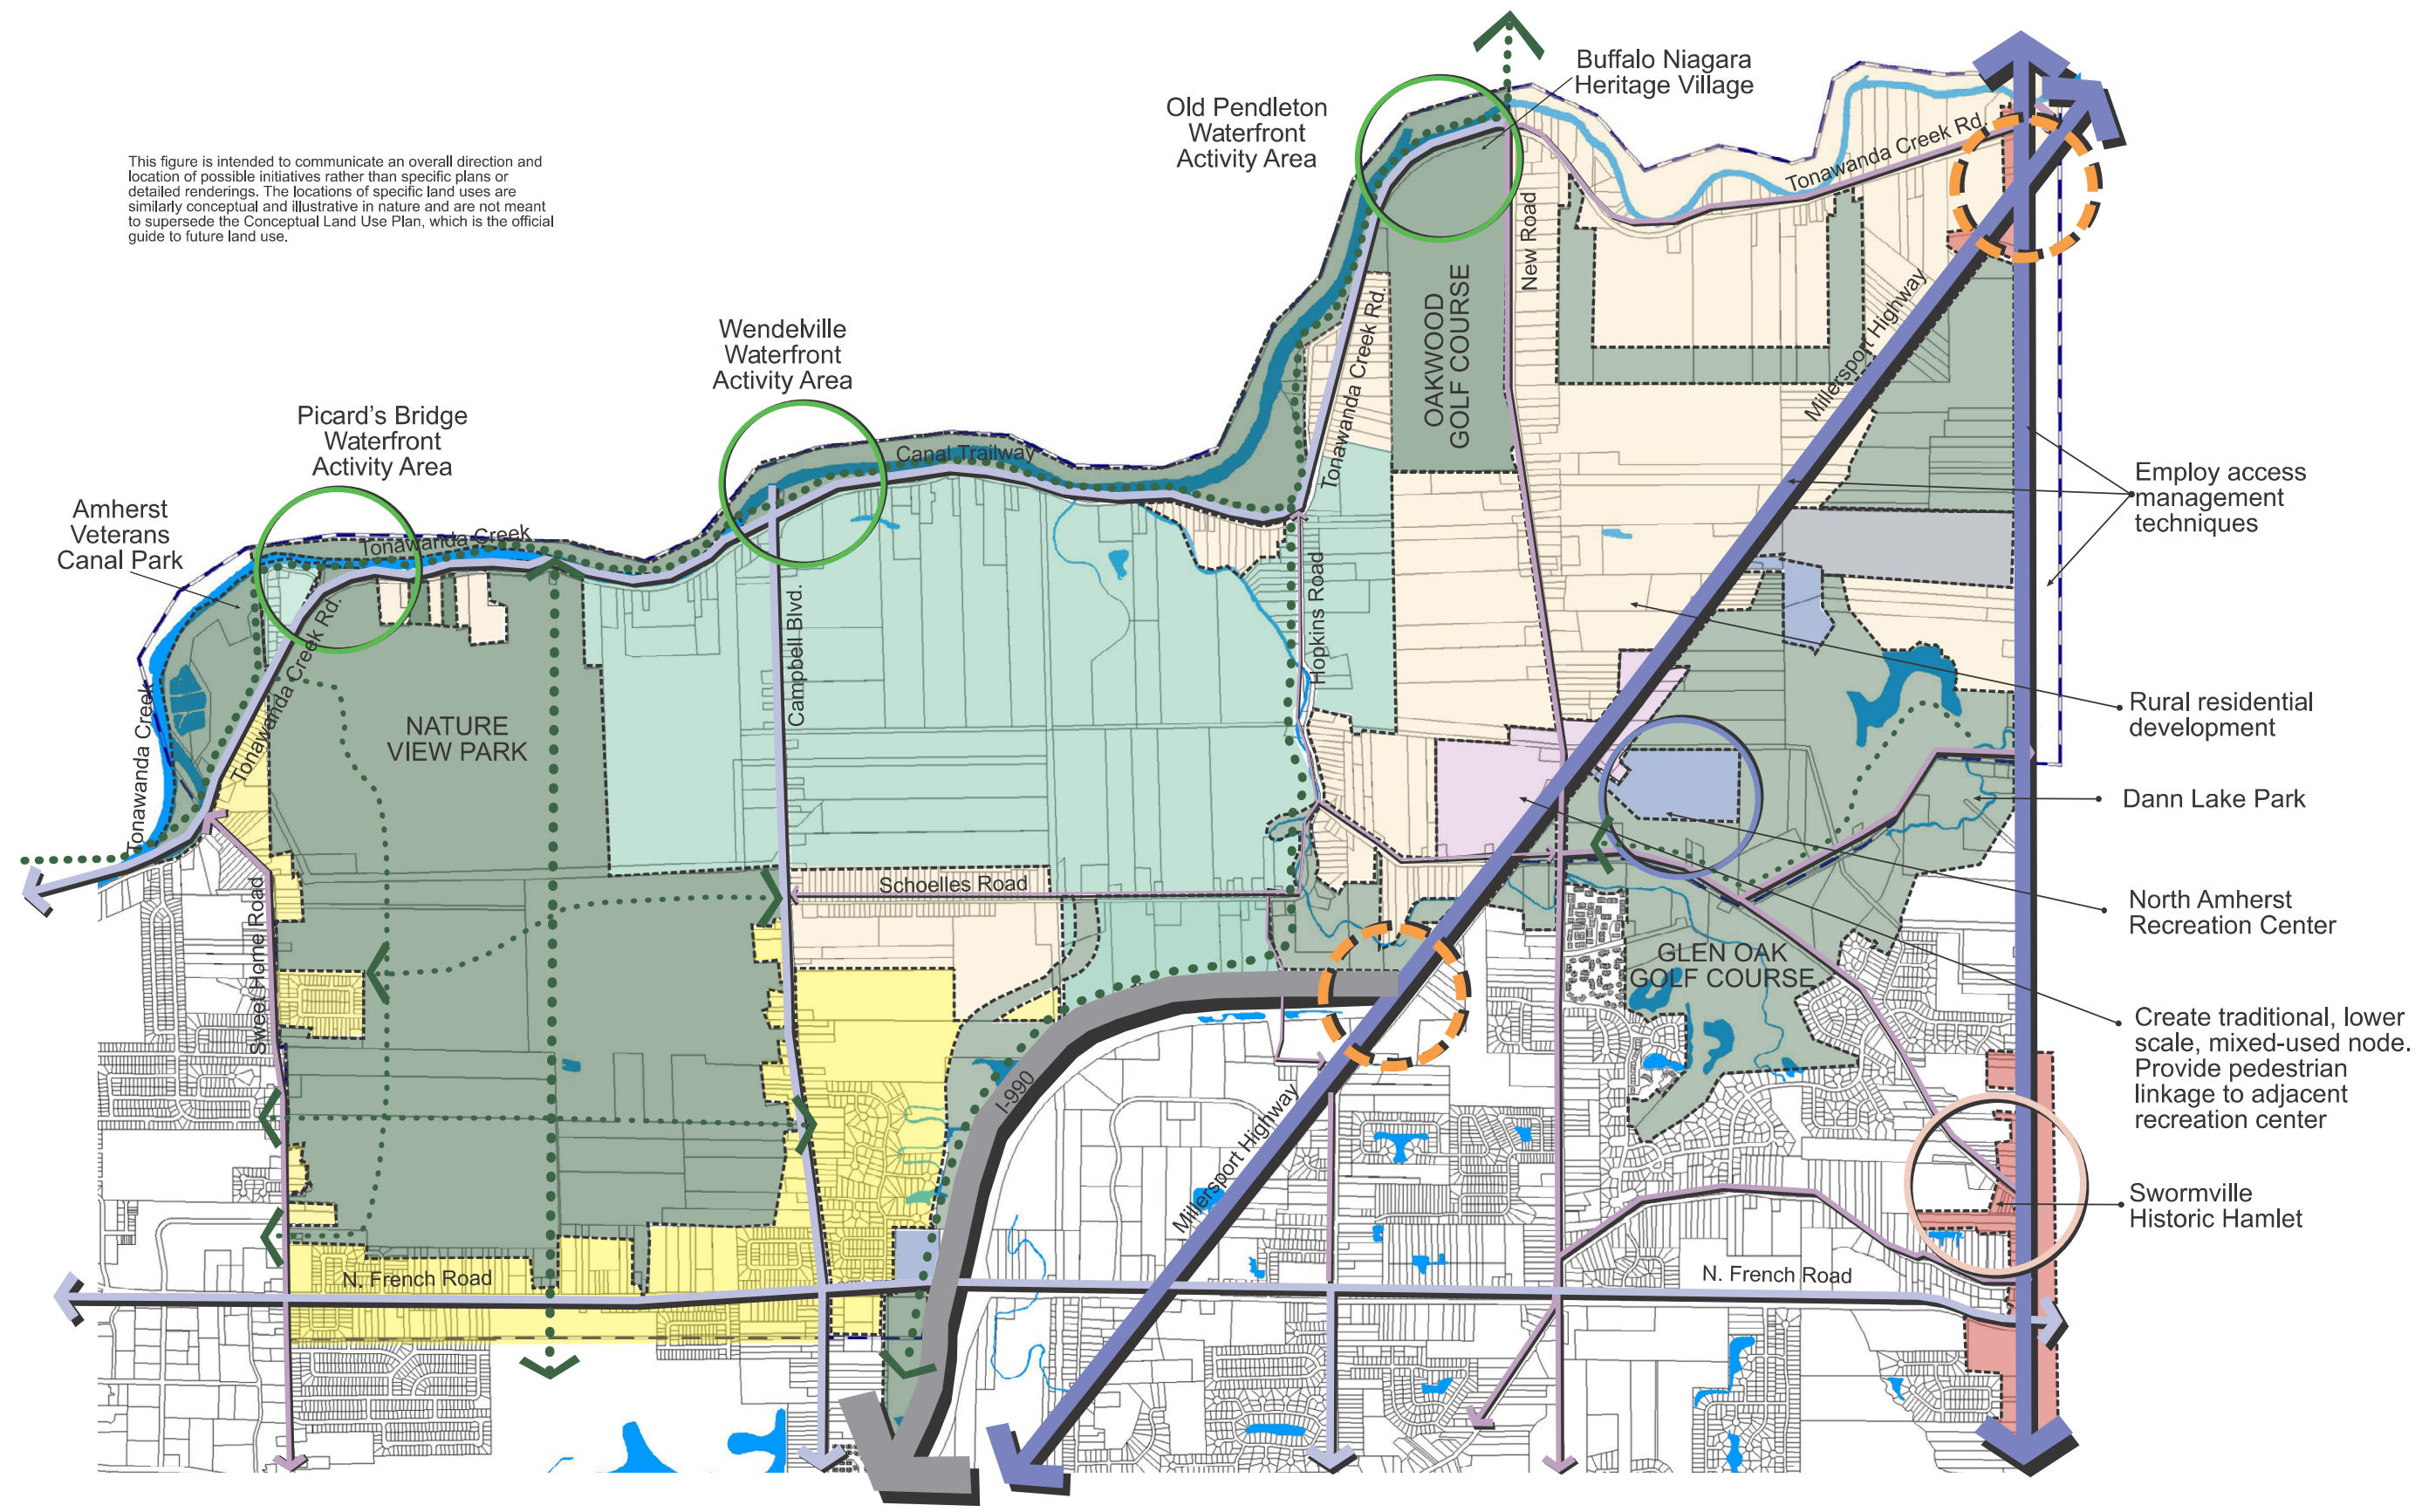 This figure is intended to communicate an overall direction and
location of possible initiatives rather than specific plans or
detailed renderings. The locations of specific land uses are
similarly conceptual and illustrative in nature and are not meant
to supersede the Conceptual Land Use Plan, which is the official
guide to future land use.
Buffalo Niagara
Heritage Village
Old Pendleton
Waterfront
Activity Area
Tonawanda Creek Rd.
New Road
OAKWOOD
GOLF COURSE
Millersport Highway
Tonawanda Creek Rd.
Wendelville
Waterfront
Activity Area
Canal Trailway
Picard's Bridge
Waterfront
Activity Area
Amherst
Veterans
Canal Park
Tonawanda Creek
Employ access
management
techniques
Tonawanda Creek Rd.
Campbell Blvd.
Hopkins Road
Tonawanda Creek
NATURE
VIEW PARK
Rural residential
development
Dann Lake Park
Schoelles Road
Sweet Home Road
North Amherst
Recreation Center
GLEN OAK
GOLF COURSE
Create traditional, lower
scale, mixed-used node.
Provide pedestrian
linkage to adjacent
recreation center
I-990
Millersport Highway
Swormville
Historic Hamlet
N. French Road
N. French Road